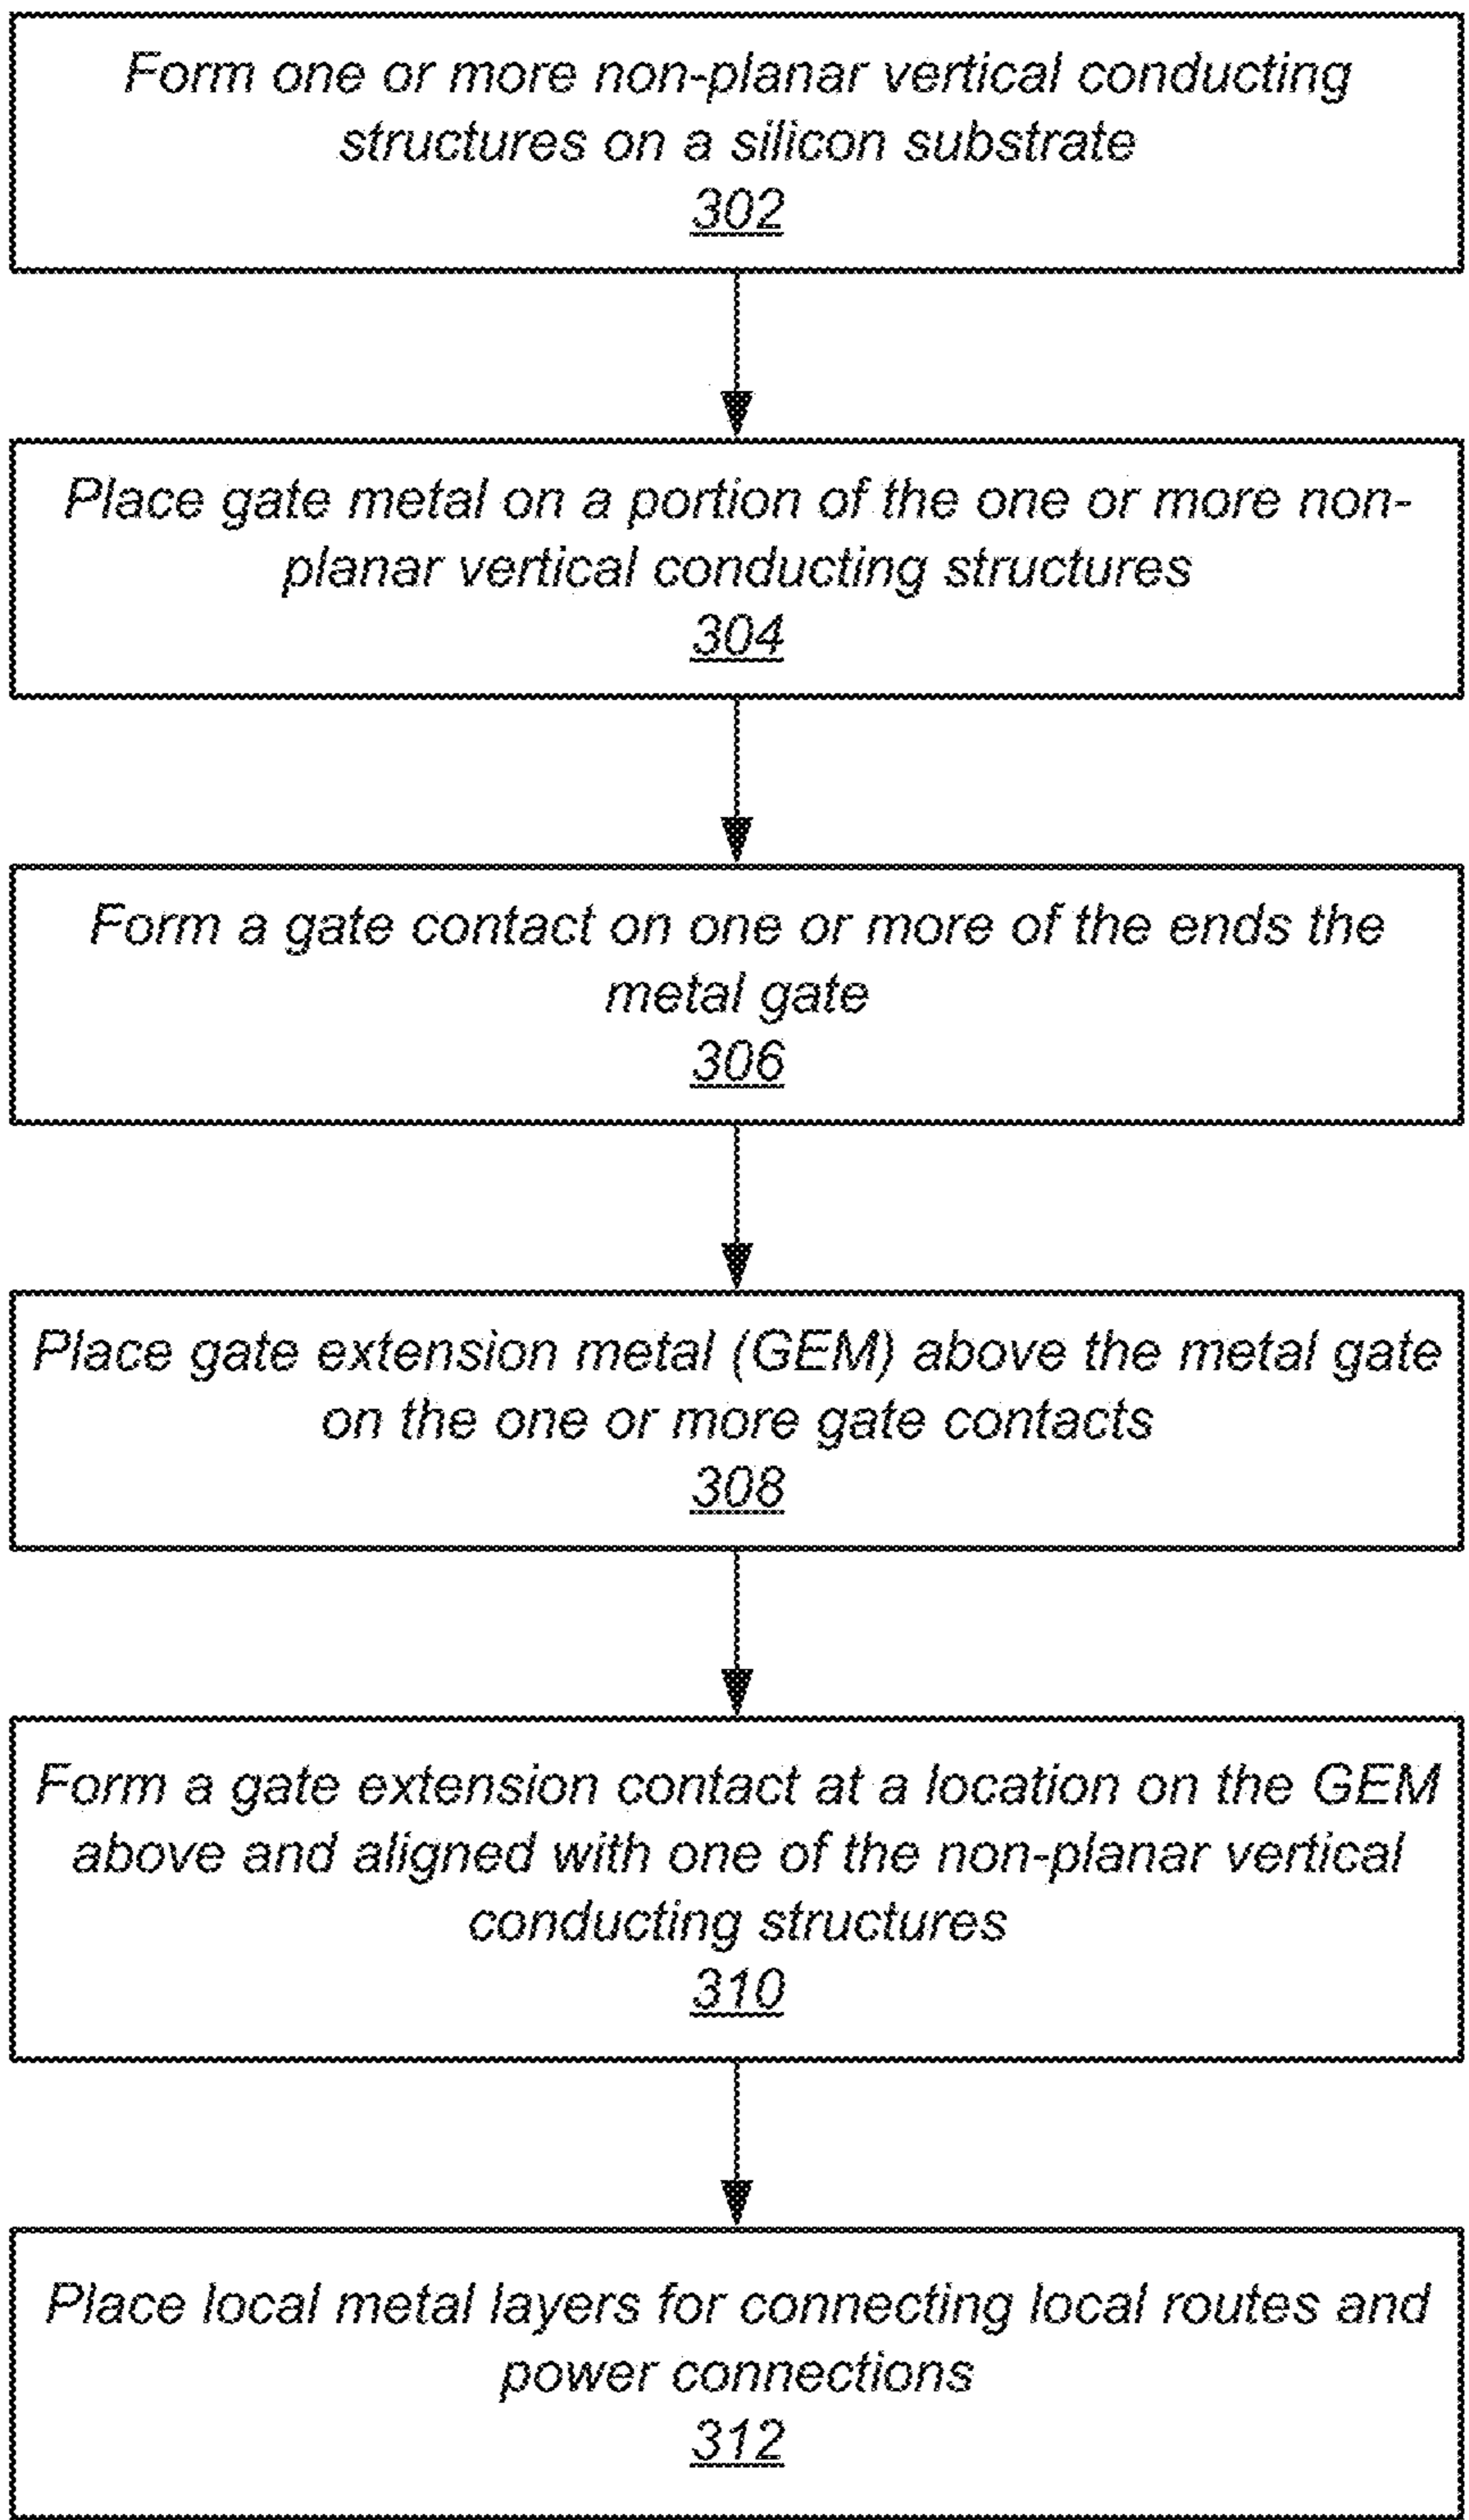 Form one or more non-planar vertical conducting
structures on a silicon substrate
302
Place gate metal on a portion of the one or more non-
planar vertical conducting structures
304
Form a gate contact on one or more of the ends the
metal gate
306
Place gate extension metal (GEM) above the metal gate
on the one or more gate contacts
308
Form a gate extension contact at a location on the GEM
above and aligned with one of the non-planar vertical
conducting structures
310
Place local metal layers for connecting local routes and
power connections
312